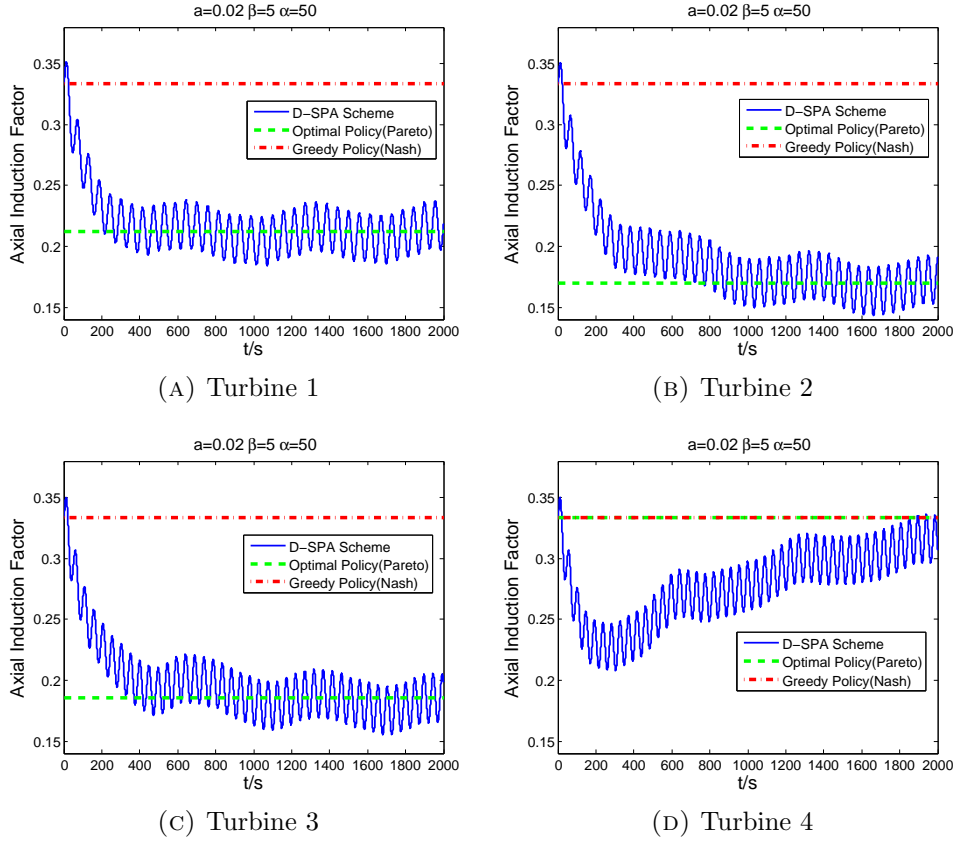 a=0.02 β=5 α=50
Axial Induction Factor
0.35
0.3
0.25
0.2
0.15
D-SPA Scheme
Optimal Policy(Pareto)
Greedy Policy(Nash)
0 200 400 600 800 1000 1200 1400 1600 1800 2000
t/s
(A) Turbine 1
a=0.02 β=5 α=50
Axial Induction Factor
0.35
0.3
0.25
0.2
0.15
D-SPA Scheme
Optimal Policy(Pareto)
Greedy Policy(Nash)
0 200 400 600 800 1000 1200 1400 1600 1800 2000
t/s
(B) Turbine 2
a=0.02 β=5 α=50
Axial Induction Factor
0.35
0.3
0.25
0.2
0.15
D-SPA Scheme
Optimal Policy(Pareto)
Greedy Policy(Nash)
0 200 400 600 800 1000 1200 1400 1600 1800 2000
t/s
(C) Turbine 3
a=0.02 β=5 α=50
Axial Induction Factor
0.35
0.3
0.25
0.2
0.15
D-SPA Scheme
Optimal Policy(Pareto)
Greedy Policy(Nash)
0 200 400 600 800 1000 1200 1400 1600 1800 2000
t/s
(D) Turbine 4